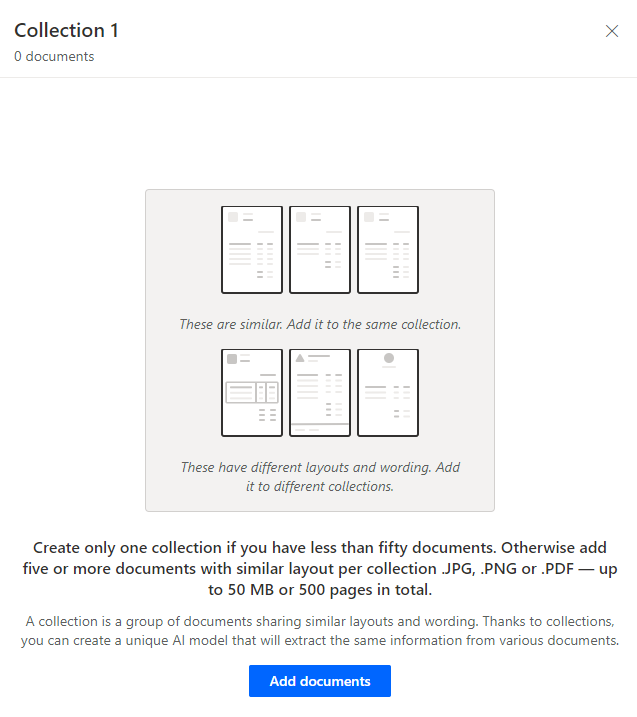 Collection 1
0 documents
These are similar. Add it to the same collection.
These have different layouts and wording. Add
it to different collections.
Create only one collection if you have less than fifty documents. Otherwise add
five or more documents with similar layout per collection .JPG, .PNG or .PDF — up
to 50 MB or 500 pages in total.
A collection is a group of documents sharing similar layouts and wording. Thanks to collections,
you can create a unique AI model that will extract the same information from various documents.
Add documents